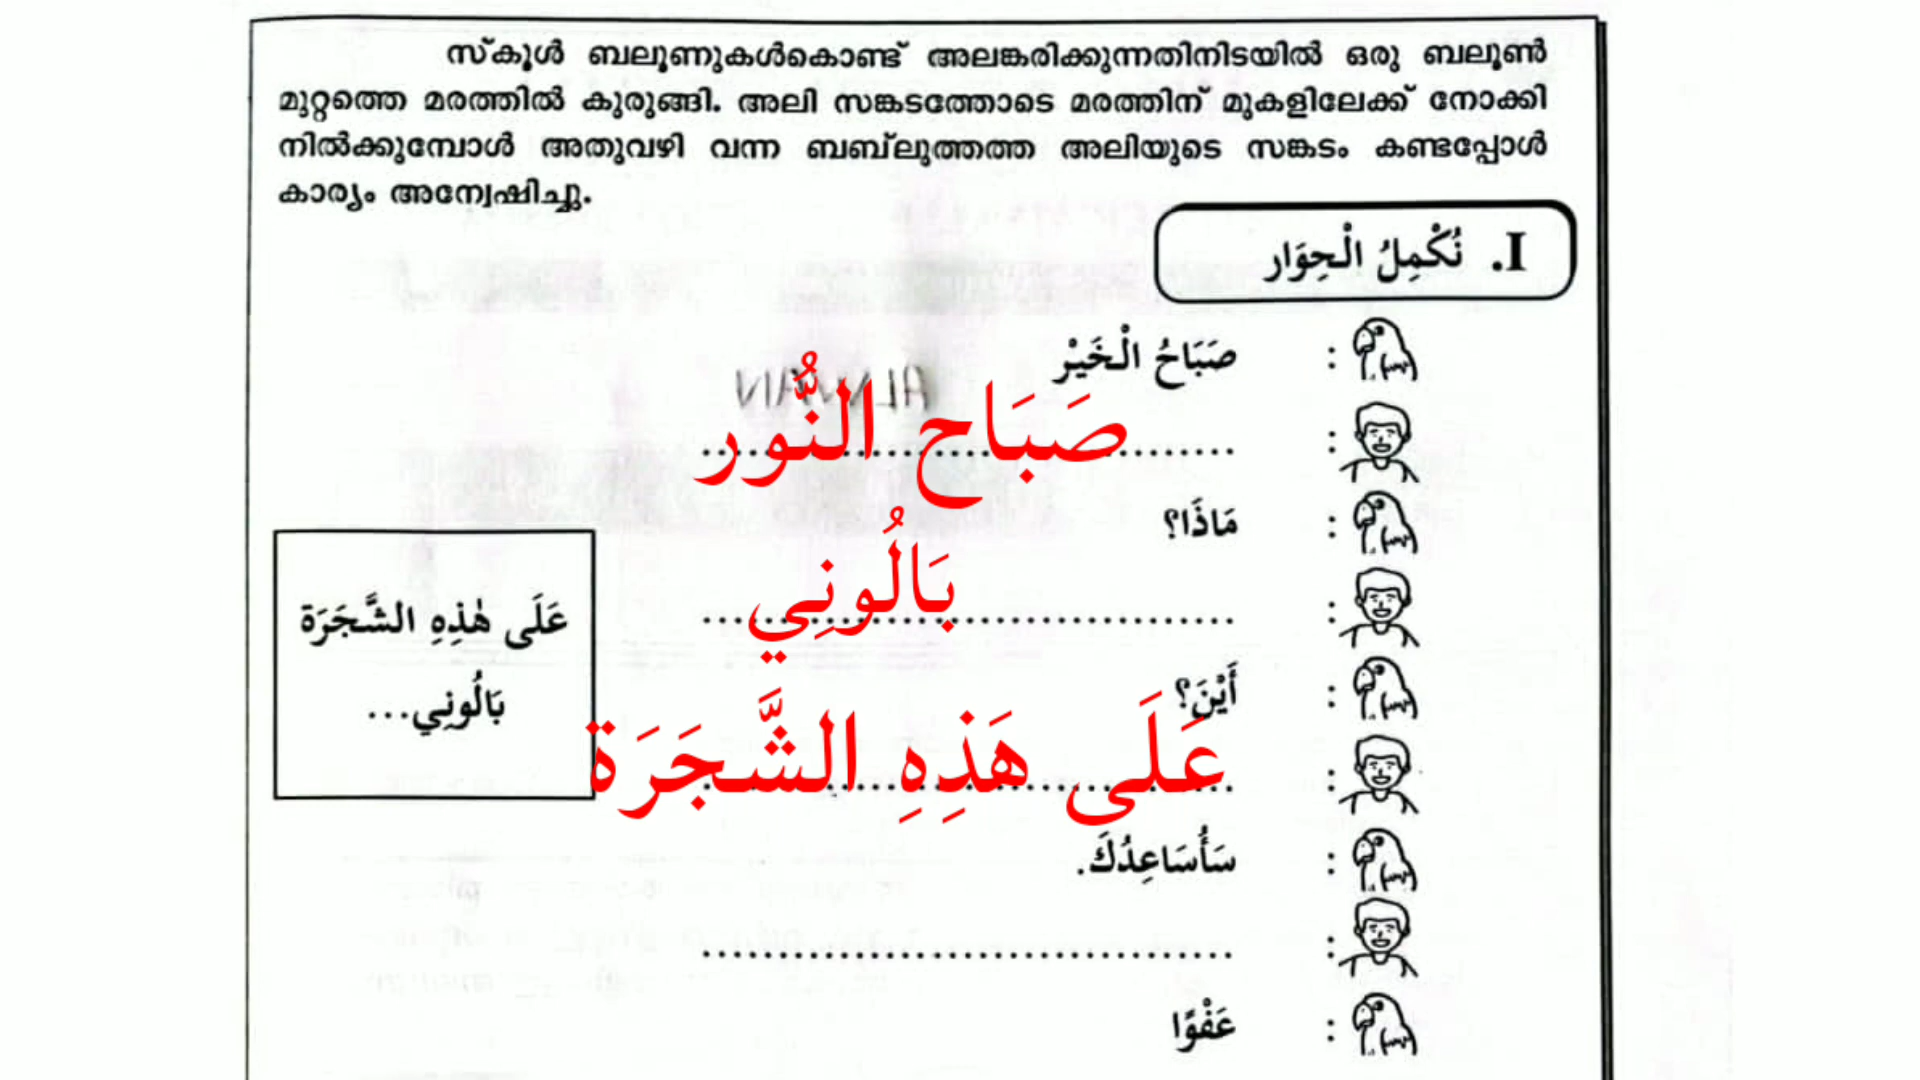 സ്കൂൾ ബലൂണുകൾകൊണ്ട് അലങ്കരിക്കുന്നതിനിടയിൽ ഒരു ബലൂൺ
മുറ്റത്തെ മരത്തിൽ കുരുങ്ങി. അലി സങ്കടത്തോടെ മരത്തിന് മുകളിലേക്ക് നോക്കി
നിൽക്കുമ്പോൾ അതുവഴി വന്ന ബബ്ലുത്തത്ത അലിയുടെ സങ്കടം കണ്ടപ്പോൾ
കാര്യം അന്വേഷിച്ചു.
I. نُكْمِلُ الْحِوَار
: صَبَاحُ الْخَيْرْ
: صَبَاح النُّور
: مَاذَا؟
: بَالُونِي
: أَيْنَ؟
: عَلَى هَذِهِ الشَّجَرَة
: سَأُسَاعِدُكَ.
: ..........................................
: عَفْوًا
عَلَى هٰذِهِ الشَّجَرَة
بَالُونِي...